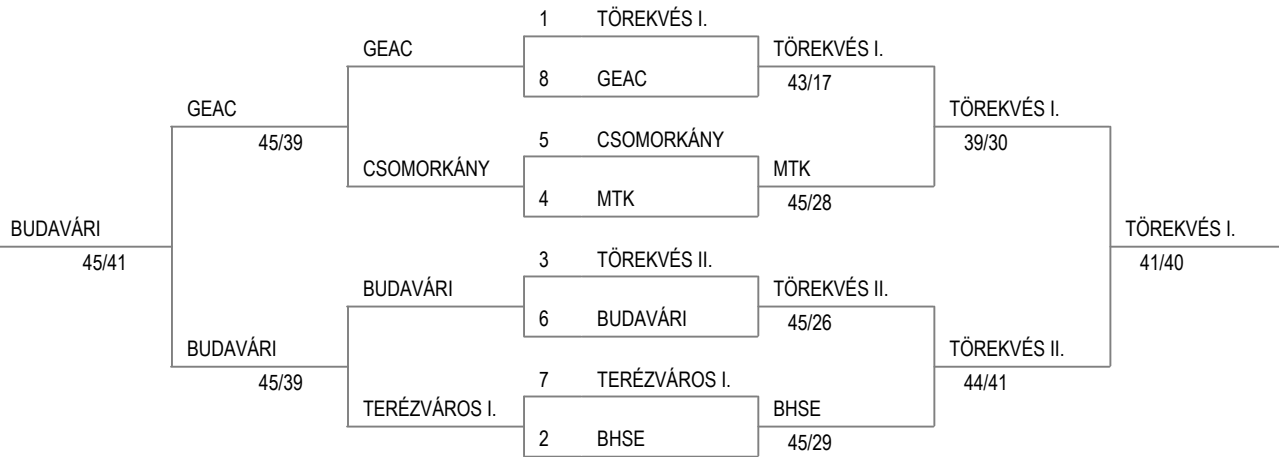 1 TÖREKVÉS I.
GEAC TÖREKVÉS I.
8 GEAC 43/17
GEAC TÖREKVÉS I.
45/39 5 CSOMORKÁNY 39/30
CSOMORKÁNY MTK
4 MTK 45/28
BUDAVÁRI TÖREKVÉS I.
45/41 3 TÖREKVÉS II. 41/40
BUDAVÁRI TÖREKVÉS II.
6 BUDAVÁRI 45/26
BUDAVÁRI TÖREKVÉS II.
45/39 7 TERÉZVÁROS I. 44/41
TERÉZVÁROS I. BHSE
2 BHSE 45/29